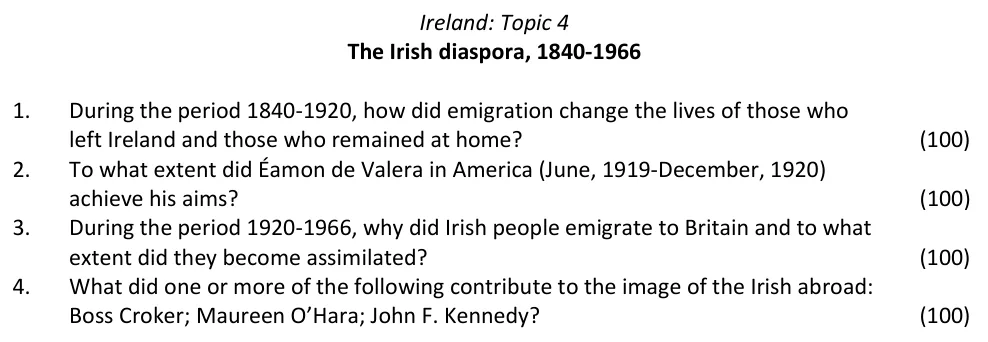 Ireland: Topic 4
The Irish diaspora, 1840-1966
1. During the period 1840-1920, how did emigration change the lives of those who
left Ireland and those who remained at home? (100)
2. To what extent did Éamon de Valera in America (June, 1919-December, 1920)
achieve his aims? (100)
3. During the period 1920-1966, why did Irish people emigrate to Britain and to what
extent did they become assimilated? (100)
4. What did one or more of the following contribute to the image of the Irish abroad:
Boss Croker; Maureen O’Hara; John F. Kennedy? (100)